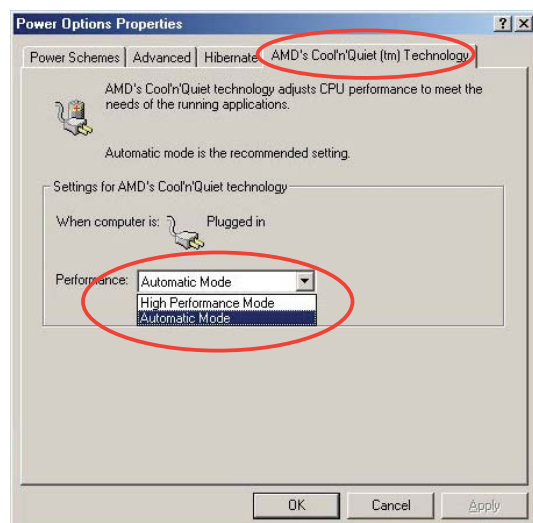 Power Options Properties
Power Schemes Advanced Hibernate AMD's Cool'n'Quiet (tm) Technology
AMD's Cool'n'Quiet technology adjusts CPU performance to meet the
needs of the running applications.
Automatic mode is the recommended setting.
Settings for AMD's Cool'n'Quiet technology
When computer is: Plugged in
Performance: Automatic Mode
High Performance Mode
Automatic Mode
OK Cancel Apply